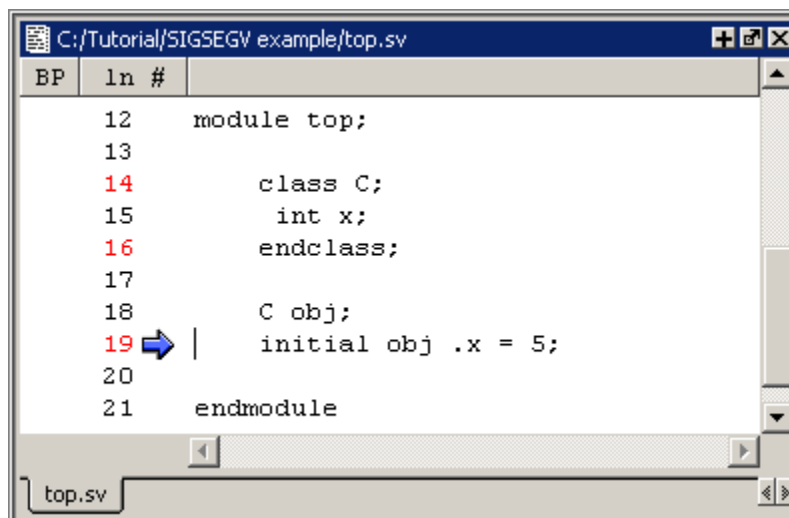 C:/Tutorial/SIGSEGV example/top.sv
BP ln #
12 module top;
13
14 class C;
15 int x;
16 endclass;
17
18 C obj;
19 initial obj .x = 5;
20
21 endmodule
top.sv